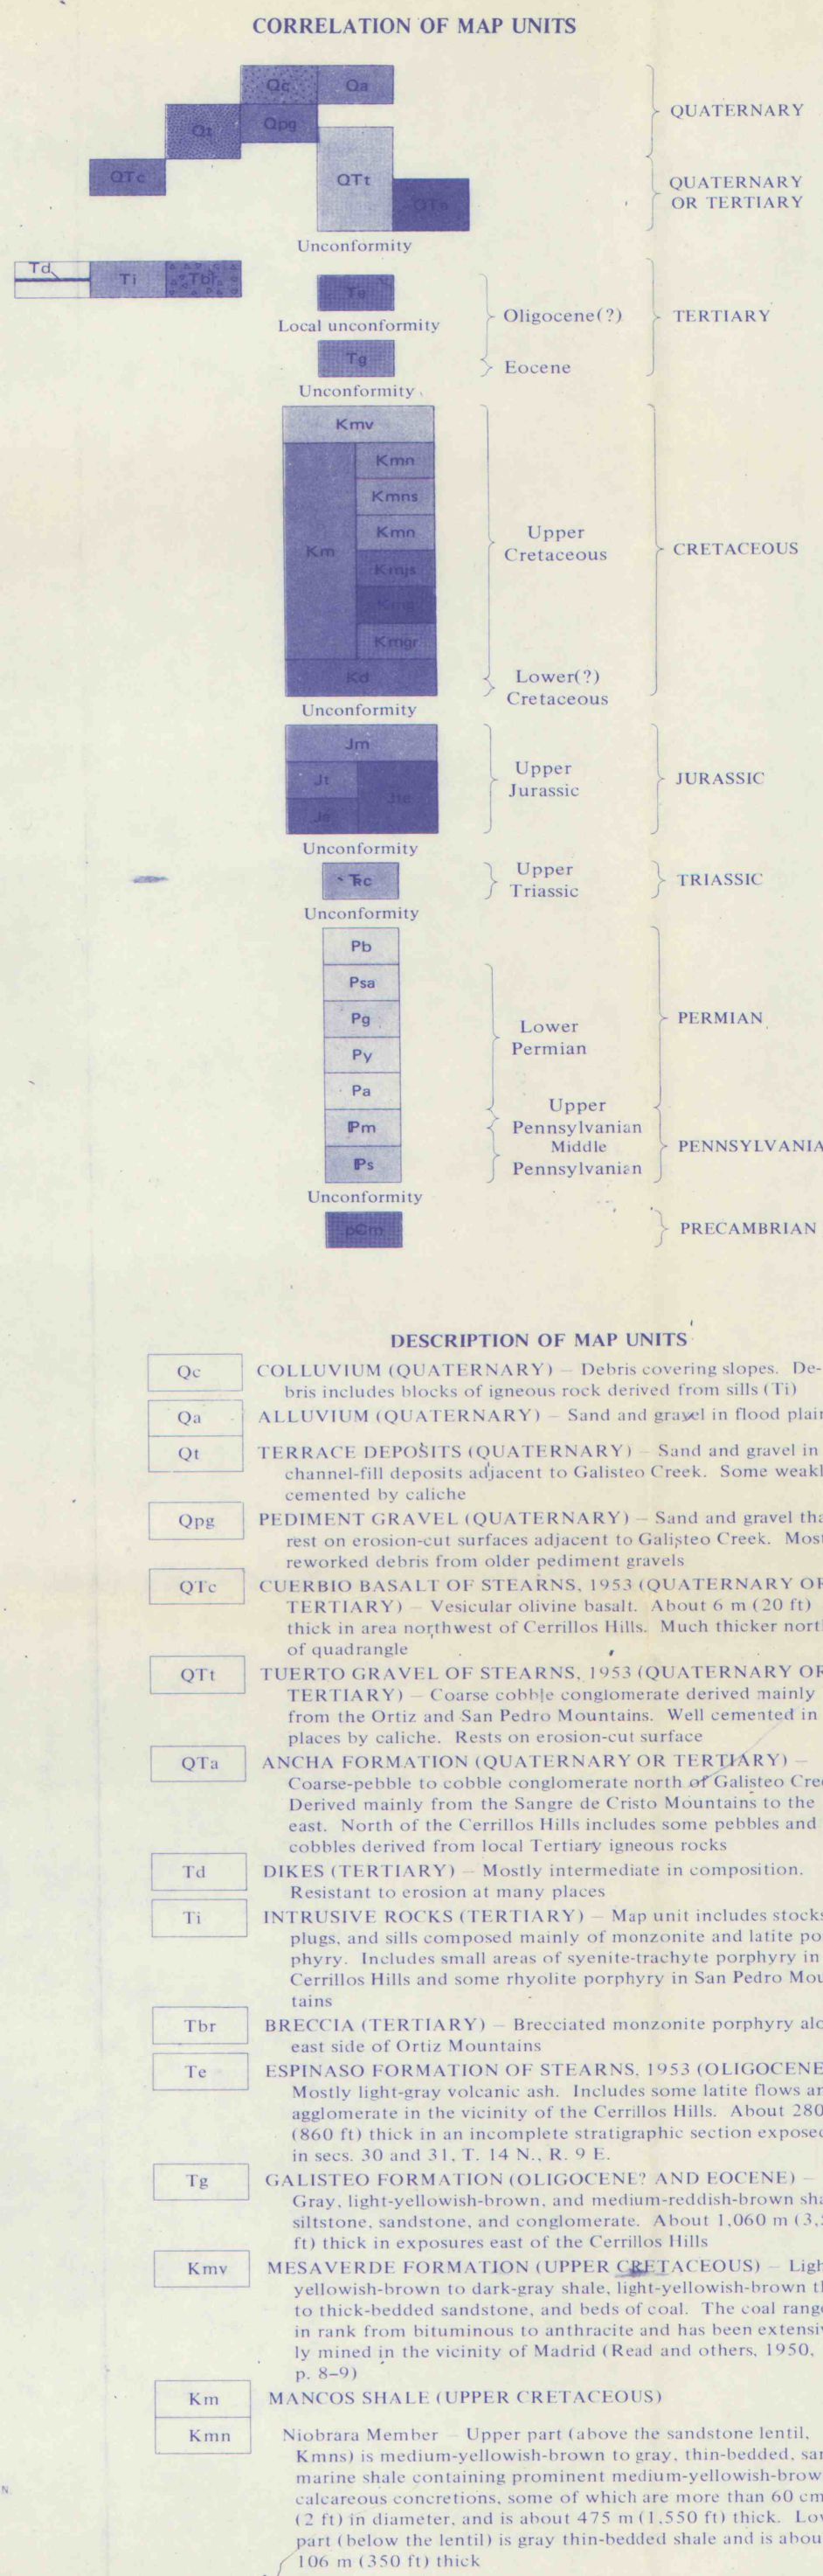 CORRELATION OF MAP UNITS
Qc Qa
Qt Qpg
QUATERNARY
QTc QTt QTa
QUATERNARY
OR TERTIARY
Unconformity
Td Ti Tbr
Te
Local unconformity
Oligocene(?)
TERTIARY
Tg
Eocene
Unconformity
Kmv
Kmn
Kmns
Kmn
Km
Kmjs
Kmgr
Kd
Upper
Cretaceous
CRETACEOUS
Lower(?)
Cretaceous
Unconformity
Jm
Jt Jte
Je
Upper
Jurassic
JURASSIC
Unconformity
TRc
Upper
Triassic
TRIASSIC
Unconformity
Pb
Psa
Pg
Py
Pa
Lower
Permian
PERMIAN
IPm
IPs
Upper
Pennsylvanian
Middle
Pennsylvanian
PENNSYLVANIA
Unconformity
p€m
PRECAMBRIAN
DESCRIPTION OF MAP UNITS
Qc COLLUVIUM (QUATERNARY) — Debris covering slopes. De-
bris includes blocks of igneous rock derived from sills (Ti)
Qa ALLUVIUM (QUATERNARY) — Sand and gravel in flood plain
Qt TERRACE DEPOSITS (QUATERNARY) — Sand and gravel in
channel-fill deposits adjacent to Galisteo Creek. Some weakl
cemented by caliche
Qpg PEDIMENT GRAVEL (QUATERNARY) — Sand and gravel tha
rest on erosion-cut surfaces adjacent to Galisteo Creek. Most
reworked debris from older pediment gravels
QTc CUERBIO BASALT OF STEARNS, 1953 (QUATERNARY OR
TERTIARY) — Vesicular olivine basalt. About 6 m (20 ft)
thick in area northwest of Cerrillos Hills. Much thicker nort
of quadrangle
QTt TUERTO GRAVEL OF STEARNS, 1953 (QUATERNARY OR
TERTIARY) — Coarse cobble conglomerate derived mainly
from the Ortiz and San Pedro Mountains. Well cemented in
places by caliche. Rests on erosion-cut surface
QTa ANCHA FORMATION (QUATERNARY OR TERTIARY) —
Coarse-pebble to cobble conglomerate north of Galisteo Cree
Derived mainly from the Sangre de Cristo Mountains to the
east. North of the Cerrillos Hills includes some pebbles and
cobbles derived from local Tertiary igneous rocks
Td DIKES (TERTIARY) — Mostly intermediate in composition.
Resistant to erosion at many places
Ti INTRUSIVE ROCKS (TERTIARY) — Map unit includes stocks
plugs, and sills composed mainly of monzonite and latite po
phyry. Includes small areas of syenite-trachyte porphyry in
Cerrillos Hills and some rhyolite porphyry in San Pedro Mou
tains
Tbr BRECCIA (TERTIARY) — Brecciated monzonite porphyry alo
east side of Ortiz Mountains
Te ESPINASO FORMATION OF STEARNS, 1953 (OLIGOCENE
Mostly light-gray volcanic ash. Includes some latite flows an
agglomerate in the vicinity of the Cerrillos Hills. About 280
(860 ft) thick in an incomplete stratigraphic section exposed
in secs. 30 and 31, T. 14 N., R. 9 E.
Tg GALISTEO FORMATION (OLIGOCENE? AND EOCENE) —
Gray, light-yellowish-brown, and medium-reddish-brown sha
siltstone, sandstone, and conglomerate. About 1,060 m (3,
ft) thick in exposures east of the Cerrillos Hills
Kmv MESAVERDE FORMATION (UPPER CRETACEOUS) — Ligh
yellowish-brown to dark-gray shale, light-yellowish-brown th
to thick-bedded sandstone, and beds of coal. The coal range
in rank from bituminous to anthracite and has been extensiv
ly mined in the vicinity of Madrid (Read and others, 1950,
p. 8–9)
Km MANCOS SHALE (UPPER CRETACEOUS)
Kmn Niobrara Member — Upper part (above the sandstone lentil,
Kmns) is medium-yellowish-brown to gray, thin-bedded, san
marine shale containing prominent medium-yellowish-brow
calcareous concretions, some of which are more than 60 cm
(2 ft) in diameter, and is about 475 m (1,550 ft) thick. Lov
part (below the lentil) is gray thin-bedded shale and is abou
106 m (350 ft) thick
N.